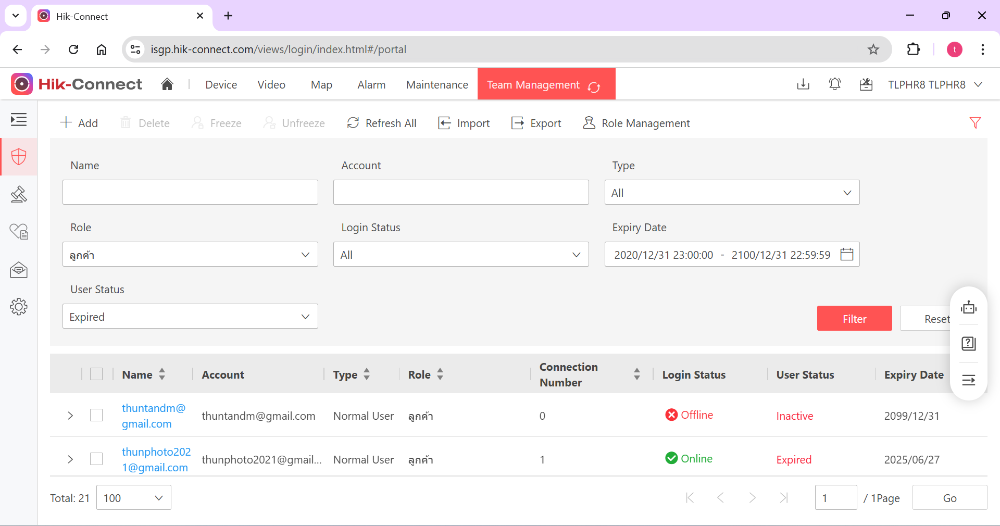 Hik-Connect
isgp.hik-connect.com/views/login/index.html#/portal
t
Hik-Connect
Device
Video
Map
Alarm
Maintenance
Team Management
TLPHR8 TLPHR8
Add
Delete
Freeze
Unfreeze
Refresh All
Import
Export
Role Management
Name
Account
Type
All
Role
Login Status
Expiry Date
ลูกค้า
All
2020/12/31 23:00:00 - 2100/12/31 22:59:59
User Status
Expired
Filter
Reset
Name
Account
Type
Role
Connection
Number
Login Status
User Status
Expiry Date
thuntandm@
gmail.com
thuntandm@gmail.com
Normal User
ลูกค้า
0
Offline
Inactive
2099/12/31
thunphoto202
1@gmail.com
thunphoto2021@gmail...
Normal User
ลูกค้า
1
Online
Expired
2025/06/27
Total: 21
100
1
/ 1Page
Go